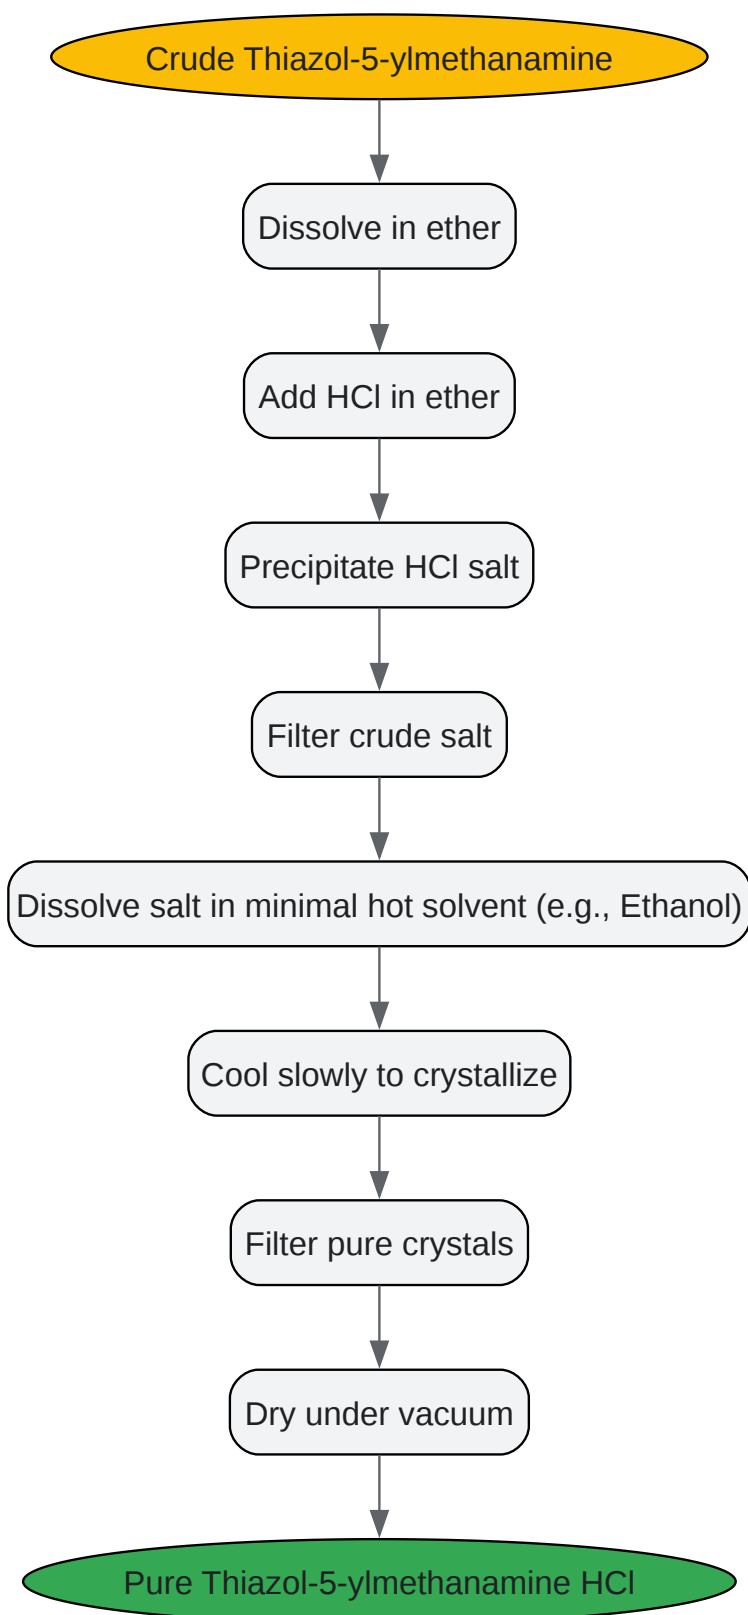 Crude Thiazol-5-ylmethanamine
Dissolve in ether
Add HCl in ether
Precipitate HCl salt
Filter crude salt
Dissolve salt in minimal hot solvent (e.g., Ethanol)
Cool slowly to crystallize
Filter pure crystals
Dry under vacuum
Pure Thiazol-5-ylmethanamine HCl